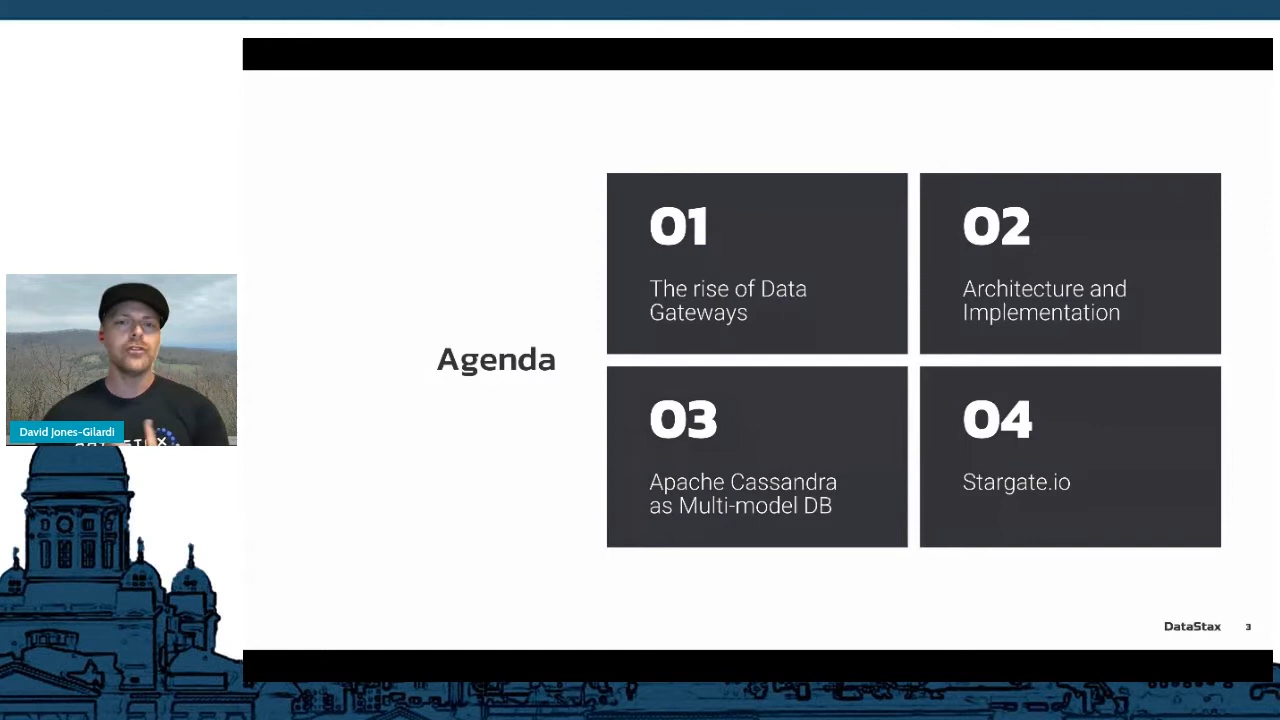 Agenda
01
The rise of Data
Gateways
02
Architecture and
Implementation
03
Apache Cassandra
as Multi-model DB
04
Stargate.io
DataStax 3
David Jones-Gilardi